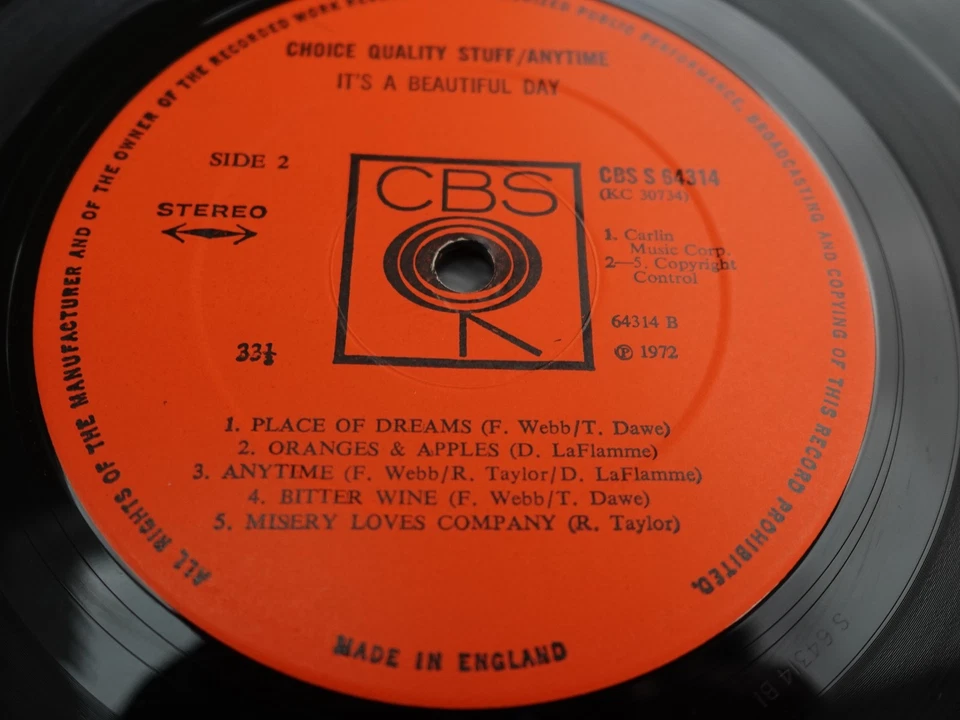 ALL RIGHTS OF THE MANUFACTURER AND OF THE OWNER OF THE RECORDED WORK PUBLIC PERFORMANCE, BROADCASTING AND COPYING OF THIS RECORD PROHIBITED.
CHOICE QUALITY STUFF/ANYTIME
IT'S A BEAUTIFUL DAY
SIDE 2
STEREO
33⅓
CBS
CBS S 64314
(KC 30734)
1. Carlin
Music Corp.
2—5. Copyright
Control
64314 B
℗ 1972
1. PLACE OF DREAMS (F. Webb/T. Dawe)
2. ORANGES & APPLES (D. LaFlamme)
3. ANYTIME (F. Webb/R. Taylor/D. LaFlamme)
4. BITTER WINE (F. Webb/T. Dawe)
5. MISERY LOVES COMPANY (R. Taylor)
MADE IN ENGLAND
S 64314 B1